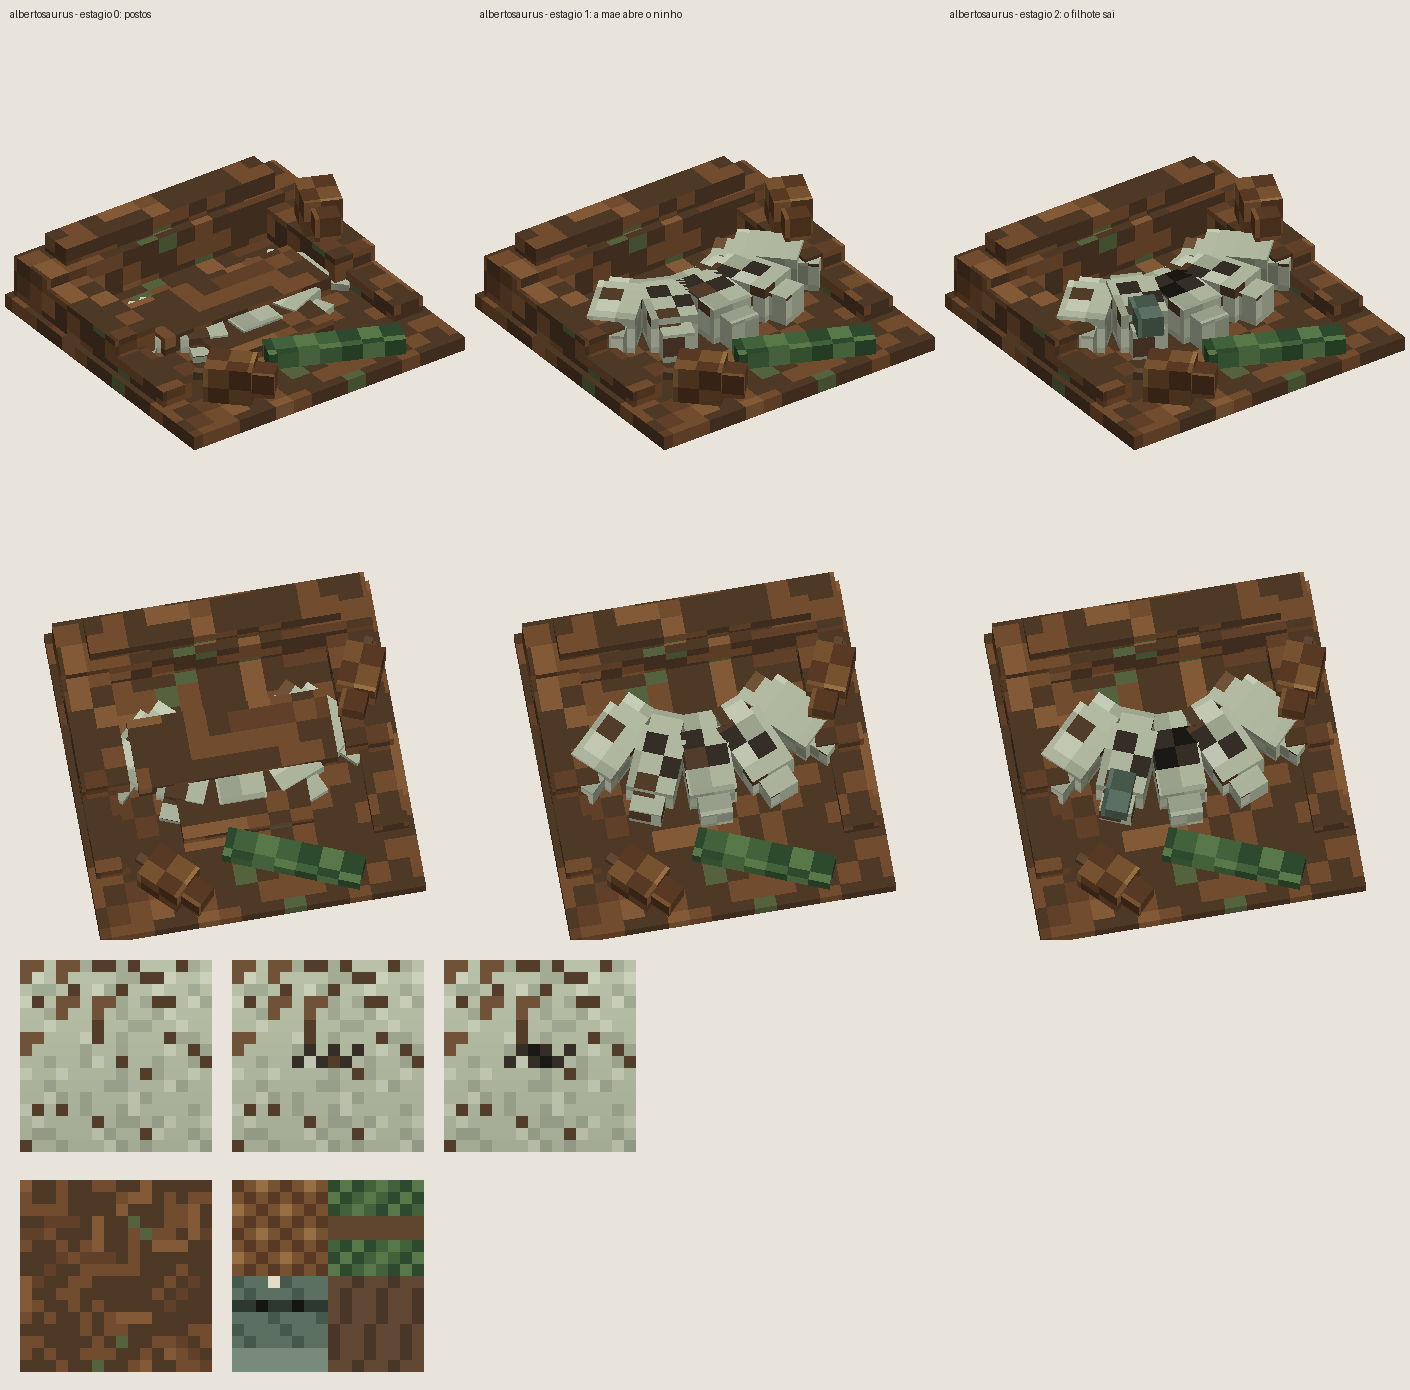 albertosaurus - estagio 0: postos
albertosaurus - estagio 1: a mae abre o ninho
albertosaurus - estagio 2: o filhote sai